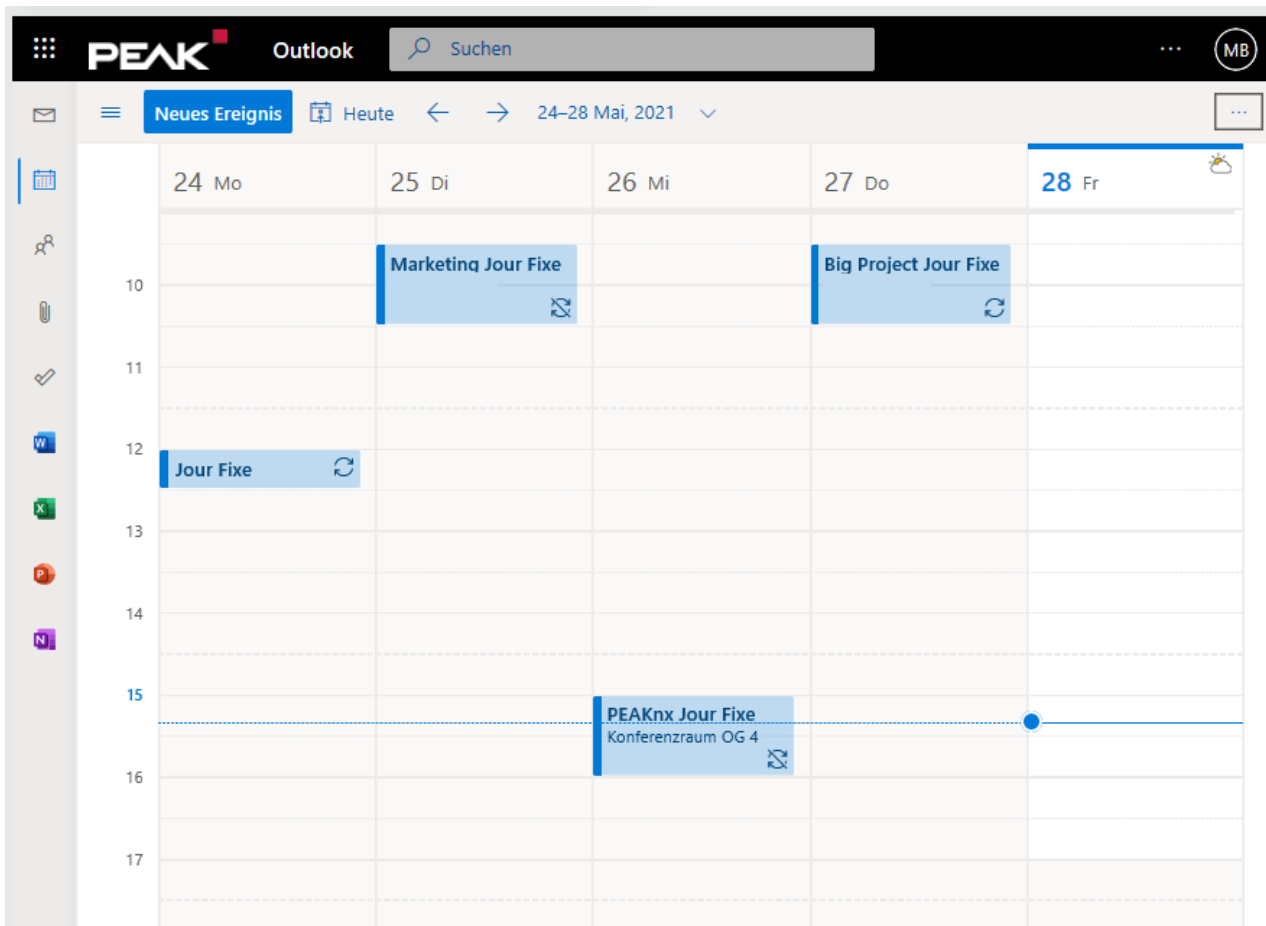 PEAK Outlook Suchen ... MB
Neues Ereignis Heute 24–28 Mai, 2021 ...
24 Mo 25 Di 26 Mi 27 Do 28 Fr
Marketing Jour Fixe Big Project Jour Fixe
10
11
12
Jour Fixe
13
14
15
PEAKnx Jour Fixe
Konferenzraum OG 4
16
17
W
X
P
N